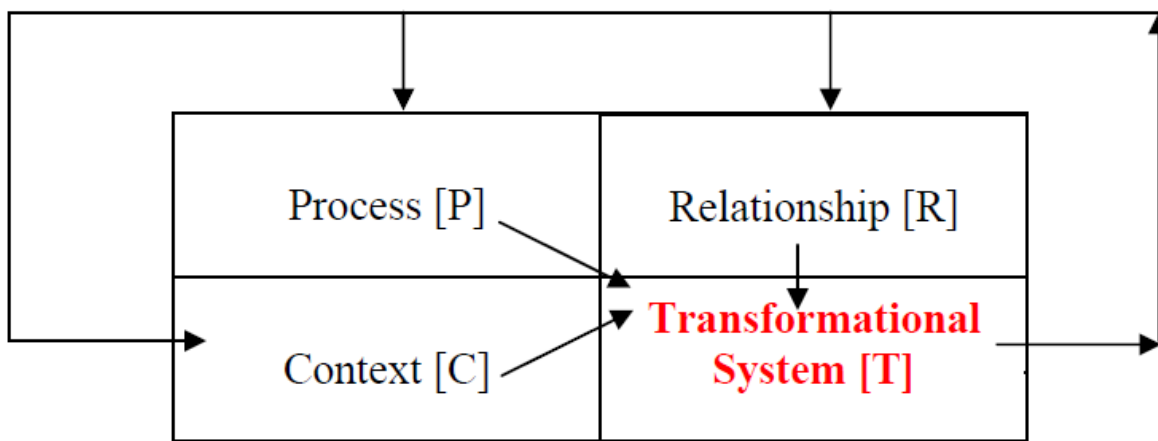 Process [P]
Relationship [R]
Context [C]
Transformational
System [T]